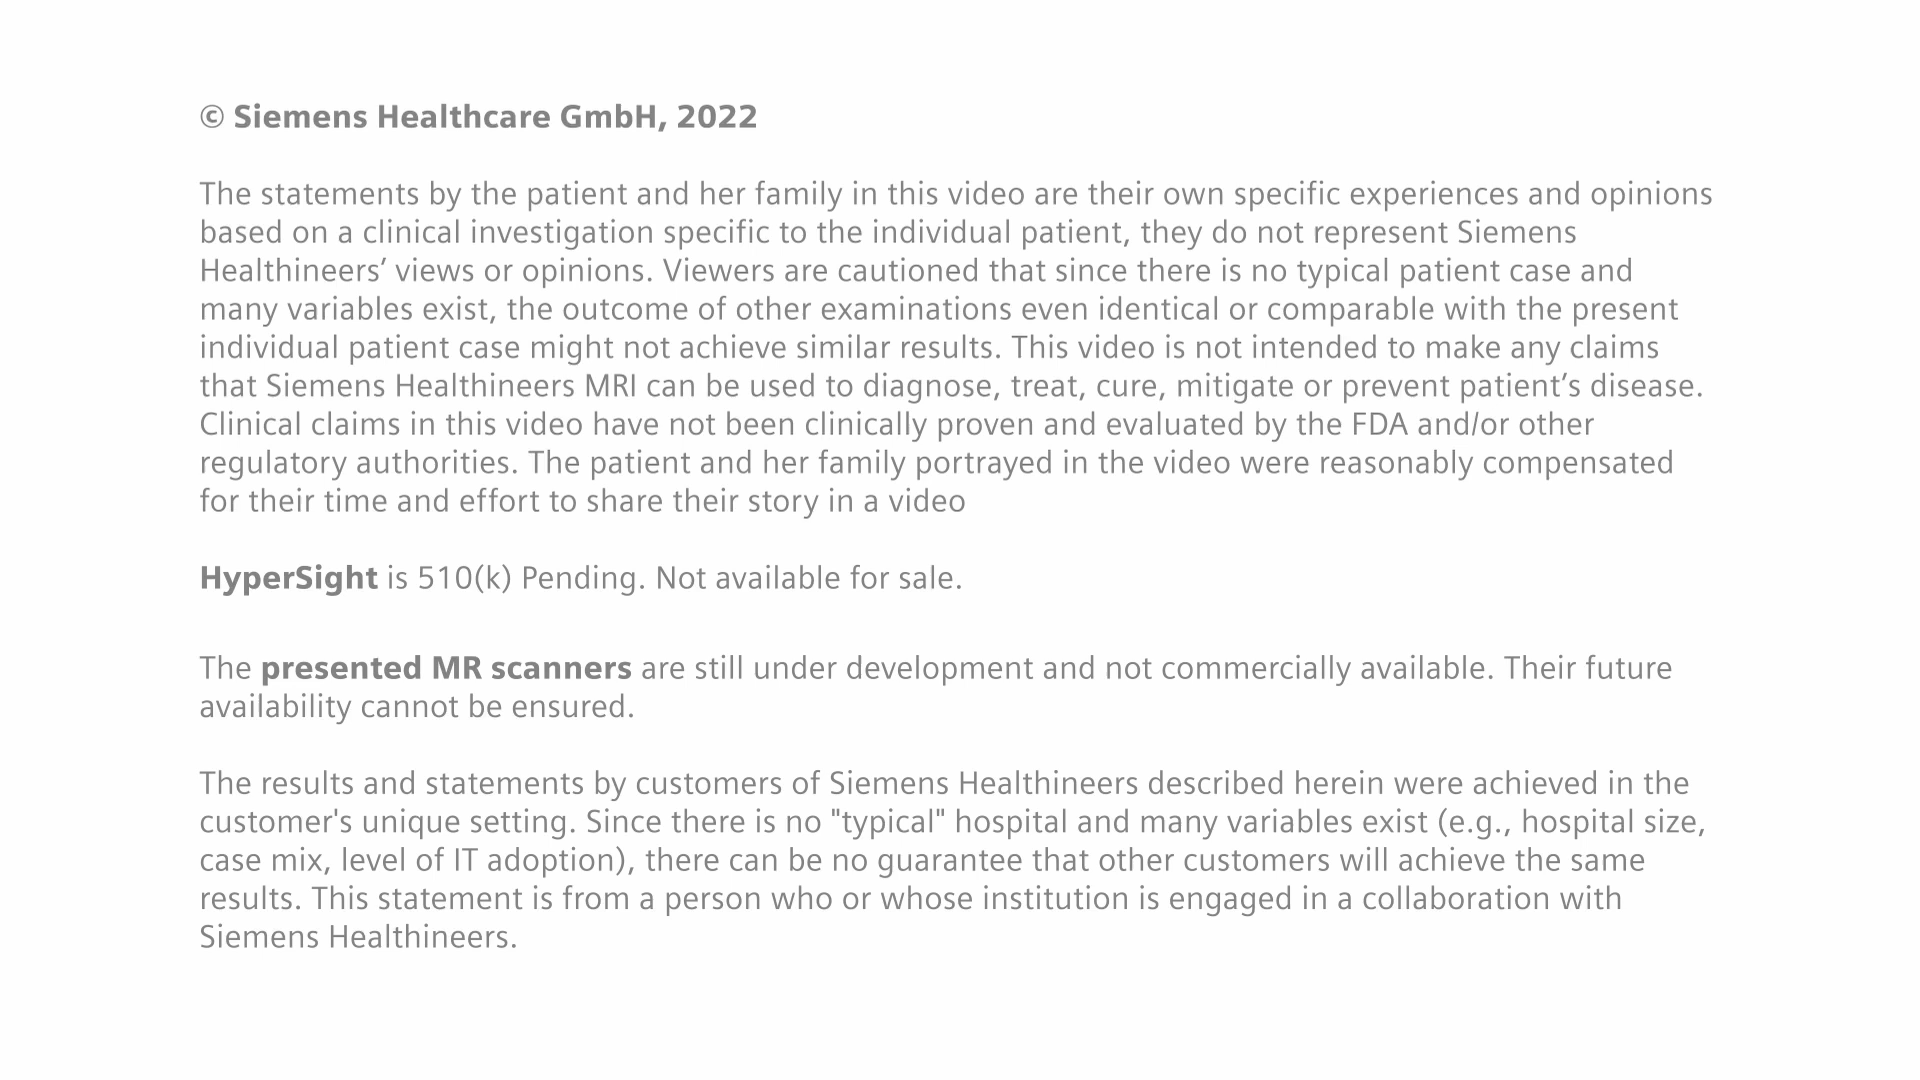 © Siemens Healthcare GmbH, 2022
The statements by the patient and her family in this video are their own specific experiences and opinions
based on a clinical investigation specific to the individual patient, they do not represent Siemens
Healthineers’ views or opinions. Viewers are cautioned that since there is no typical patient case and
many variables exist, the outcome of other examinations even identical or comparable with the present
individual patient case might not achieve similar results. This video is not intended to make any claims
that Siemens Healthineers MRI can be used to diagnose, treat, cure, mitigate or prevent patient’s disease.
Clinical claims in this video have not been clinically proven and evaluated by the FDA and/or other
regulatory authorities. The patient and her family portrayed in the video were reasonably compensated
for their time and effort to share their story in a video
HyperSight is 510(k) Pending. Not available for sale.
The presented MR scanners are still under development and not commercially available. Their future
availability cannot be ensured.
The results and statements by customers of Siemens Healthineers described herein were achieved in the
customer's unique setting. Since there is no "typical" hospital and many variables exist (e.g., hospital size,
case mix, level of IT adoption), there can be no guarantee that other customers will achieve the same
results. This statement is from a person who or whose institution is engaged in a collaboration with
Siemens Healthineers.